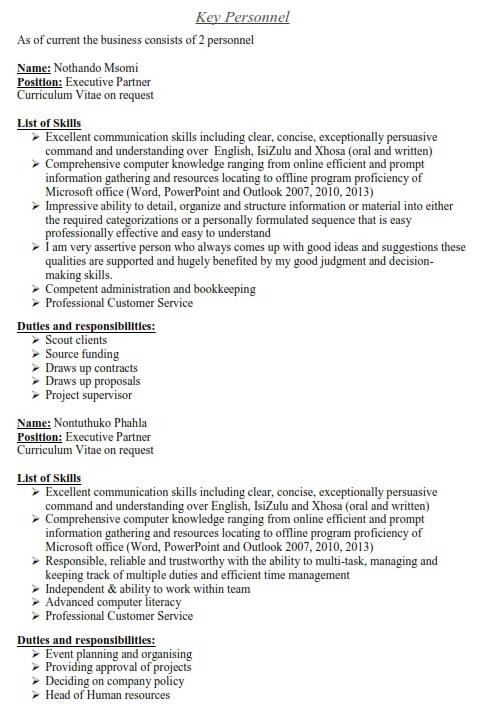 Key Personnel
As of current the business consists of 2 personnel
Name: Nothando Msomi
Position: Executive Partner
Curriculum Vitae on request
List of Skills
➢ Excellent communication skills including clear, concise, exceptionally persuasive
command and understanding over English, IsiZulu and Xhosa (oral and written)
➢ Comprehensive computer knowledge ranging from online efficient and prompt
information gathering and resources locating to offline program proficiency of
Microsoft office (Word, PowerPoint and Outlook 2007, 2010, 2013)
➢ Impressive ability to detail, organize and structure information or material into either
the required categorizations or a personally formulated sequence that is easy
professionally effective and easy to understand
➢ I am very assertive person who always comes up with good ideas and suggestions these
qualities are supported and hugely benefited by my good judgment and decision-
making skills.
➢ Competent administration and bookkeeping
➢ Professional Customer Service
Duties and responsibilities:
➢ Scout clients
➢ Source funding
➢ Draws up contracts
➢ Draws up proposals
➢ Project supervisor
Name: Nontuthuko Phahla
Position: Executive Partner
Curriculum Vitae on request
List of Skills
➢ Excellent communication skills including clear, concise, exceptionally persuasive
command and understanding over English, IsiZulu and Xhosa (oral and written)
➢ Comprehensive computer knowledge ranging from online efficient and prompt
information gathering and resources locating to offline program proficiency of
Microsoft office (Word, PowerPoint and Outlook 2007, 2010, 2013)
➢ Responsible, reliable and trustworthy with the ability to multi-task, managing and
keeping track of multiple duties and efficient time management
➢ Independent & ability to work within team
➢ Advanced computer literacy
➢ Professional Customer Service
Duties and responsibilities:
➢ Event planning and organising
➢ Providing approval of projects
➢ Deciding on company policy
➢ Head of Human resources